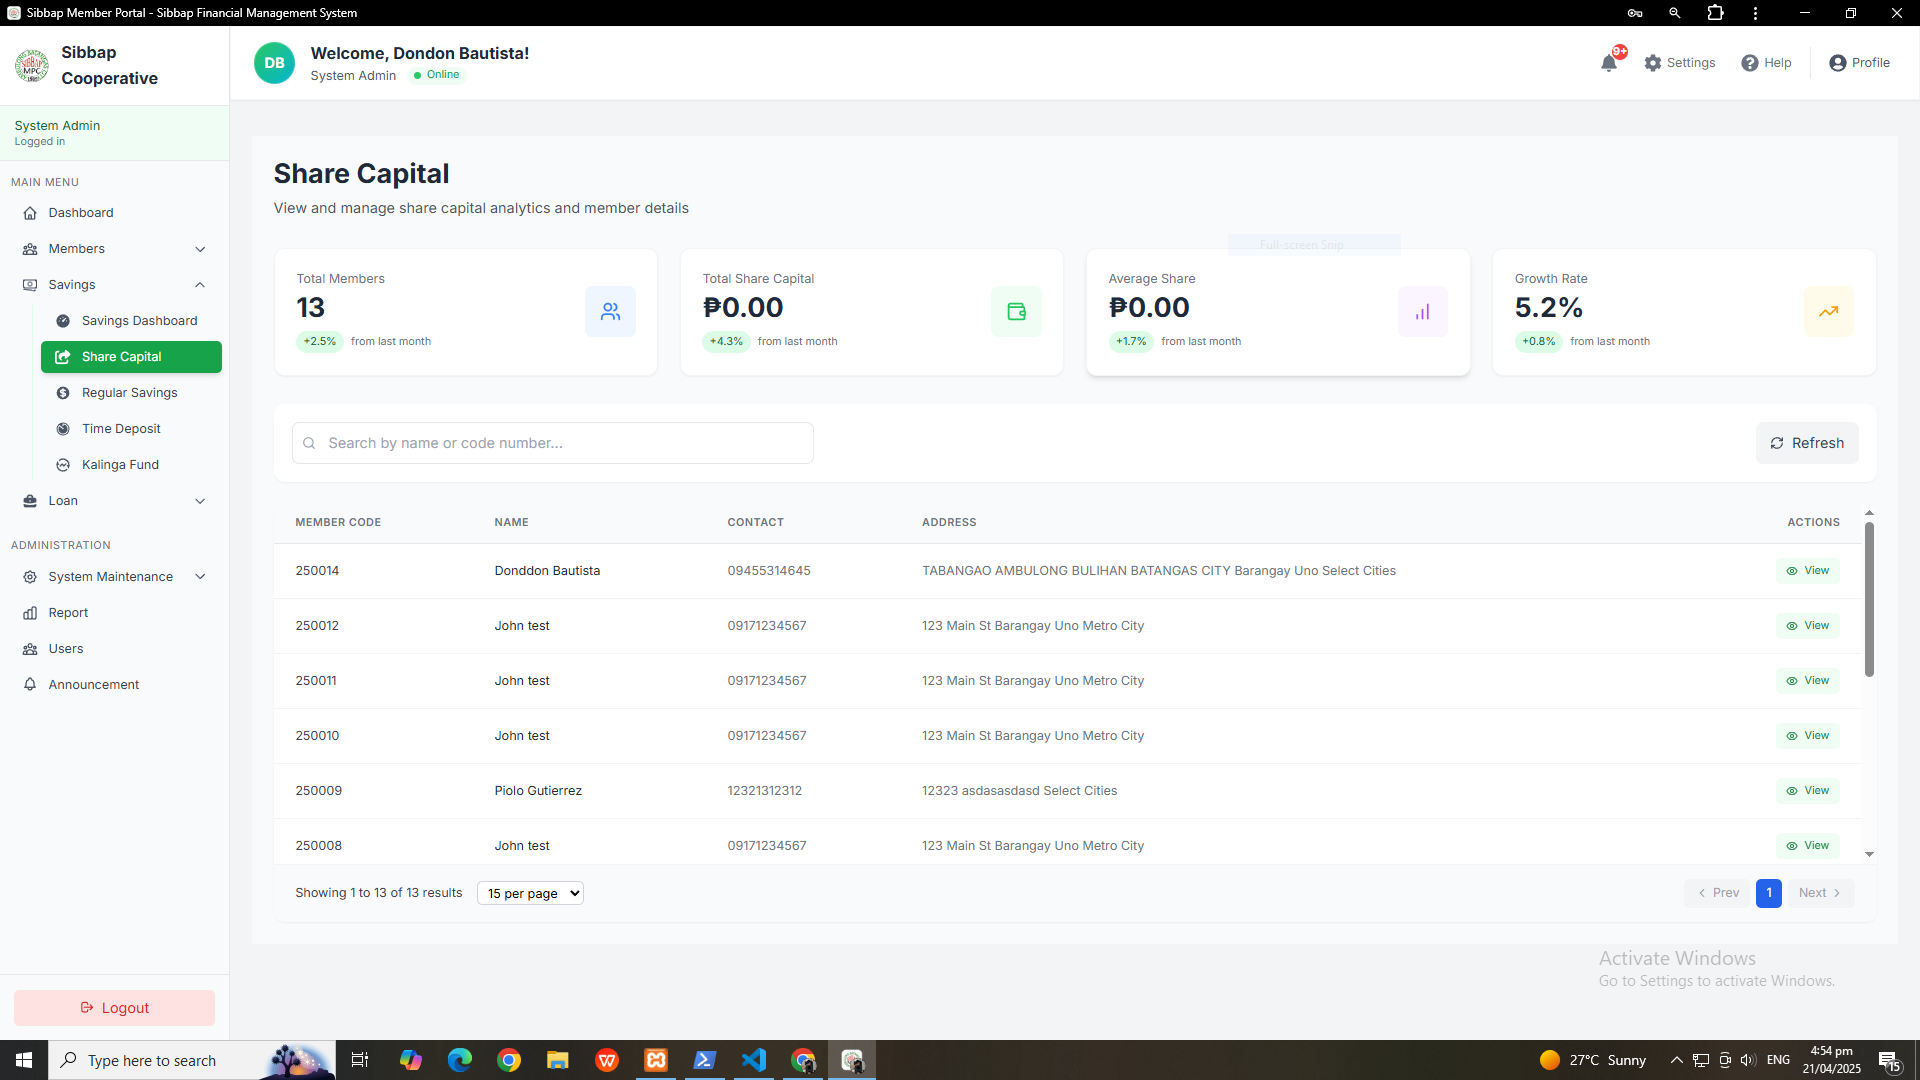 Sibbap Member Portal - Sibbap Financial Management System
Sibbap
Cooperative
System Admin
Logged in
MAIN MENU
Dashboard
Members
Savings
Savings Dashboard
Share Capital
Regular Savings
Time Deposit
Kalinga Fund
Loan
ADMINISTRATION
System Maintenance
Report
Users
Announcement
Logout
DB
Welcome, Dondon Bautista!
System Admin
Online
9+
Settings
Help
Profile
Share Capital
View and manage share capital analytics and member details
Full-screen Snip
Total Members
13
+2.5% from last month
Total Share Capital
₱0.00
+4.3% from last month
Average Share
₱0.00
+1.7% from last month
Growth Rate
5.2%
+0.8% from last month
Search by name or code number...
Refresh
MEMBER CODE NAME CONTACT ADDRESS ACTIONS
250014 Donddon Bautista 09455314645 TABANGAO AMBULONG BULIHAN BATANGAS CITY Barangay Uno Select Cities View
250012 John test 09171234567 123 Main St Barangay Uno Metro City View
250011 John test 09171234567 123 Main St Barangay Uno Metro City View
250010 John test 09171234567 123 Main St Barangay Uno Metro City View
250009 Piolo Gutierrez 12321312312 12323 asdasasdasd Select Cities View
250008 John test 09171234567 123 Main St Barangay Uno Metro City View
Showing 1 to 13 of 13 results 15 per page Prev 1 Next
Activate Windows
Go to Settings to activate Windows.
Type here to search
27°C Sunny
ENG
4:54 pm
21/04/2025
15